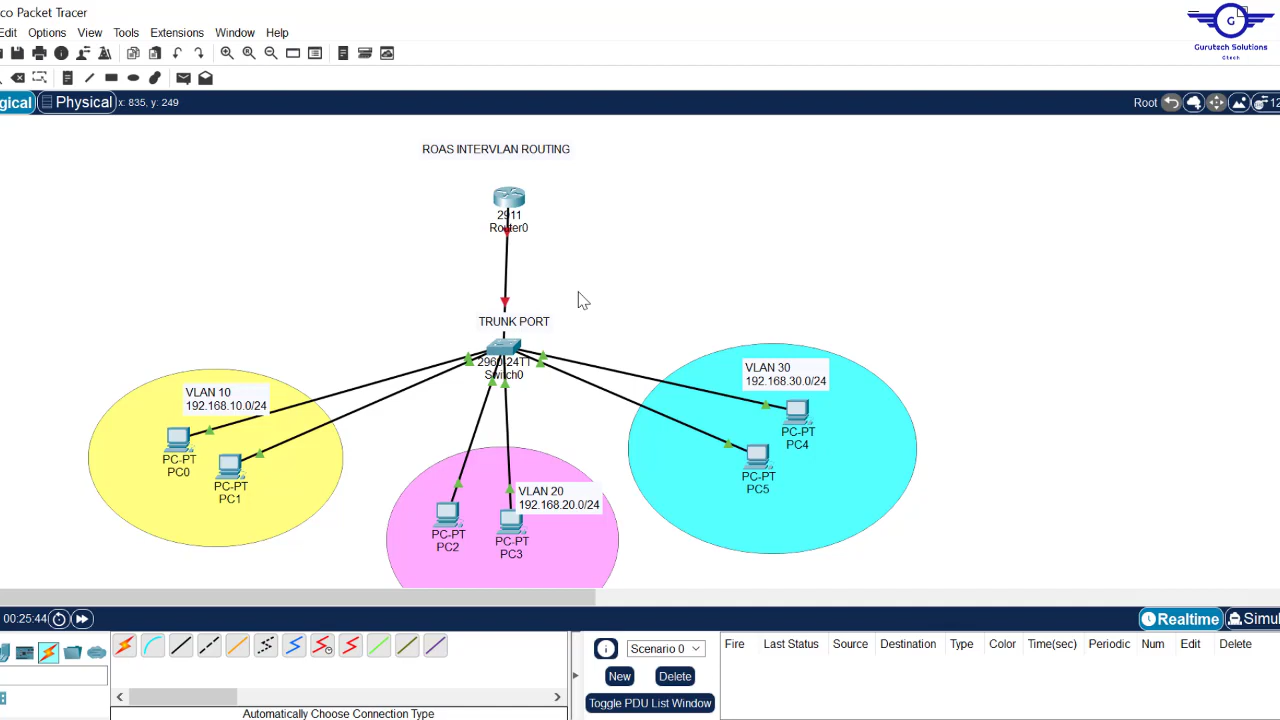 co Packet Tracer
G
Gurutech Solutions
Gtech
Edit Options View Tools Extensions Window Help
gical Physical x: 835, y: 249
Root
12
ROAS INTERVLAN ROUTING
2911
Router0
TRUNK PORT
2960-24TT
Switch0
VLAN 10
192.168.10.0/24
PC-PT
PC0
PC-PT
PC1
VLAN 20
192.168.20.0/24
PC-PT
PC2
PC-PT
PC3
VLAN 30
192.168.30.0/24
PC-PT
PC4
PC-PT
PC5
00:25:44
Realtime
Simul
Scenario 0
New Delete
Toggle PDU List Window
Fire Last Status Source Destination Type Color Time(sec) Periodic Num Edit Delete
Automatically Choose Connection Type